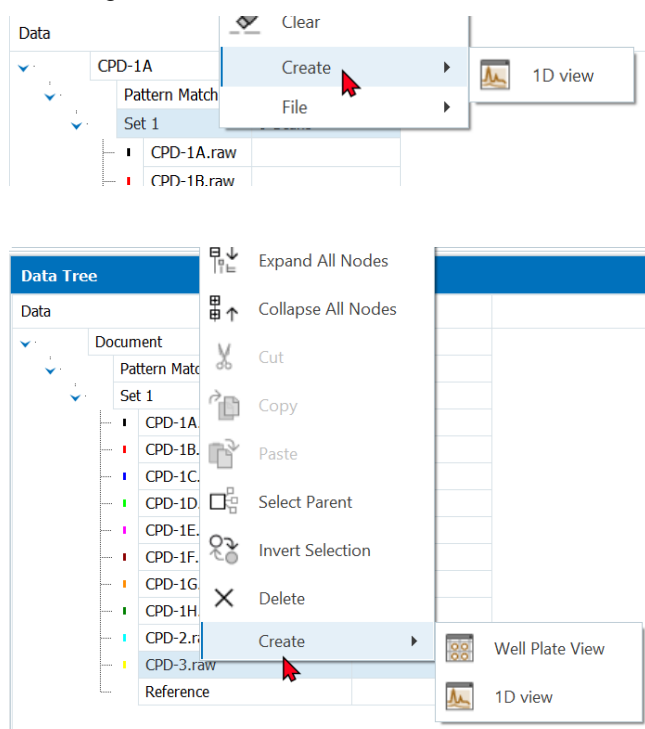 Data
Clear
CPD-1A
Create
1D view
Pattern Match
File
Set 1
CPD-1A.raw
CPD-1B.raw
Data Tree
Expand All Nodes
Data
Collapse All Nodes
Document
Cut
Pattern Matc
Set 1
Copy
CPD-1A.
CPD-1B.
Paste
CPD-1C.
CPD-1D.
Select Parent
CPD-1E.
CPD-1F.
Invert Selection
CPD-1G.
Delete
CPD-1H.
CPD-2.r
Create
Well Plate View
CPD-3.raw
Reference
1D view